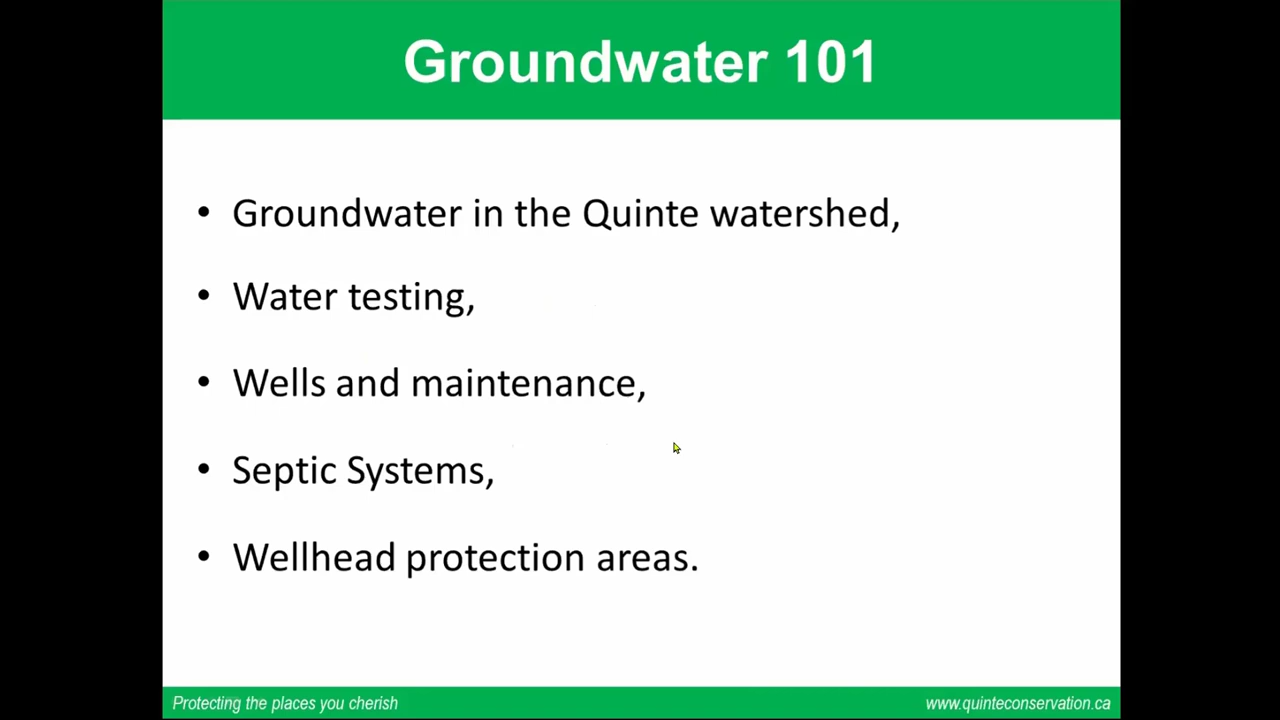 Groundwater 101
• Groundwater in the Quinte watershed,
• Water testing,
• Wells and maintenance,
• Septic Systems,
• Wellhead protection areas.
Protecting the places you cherish
www.quinteconservation.ca